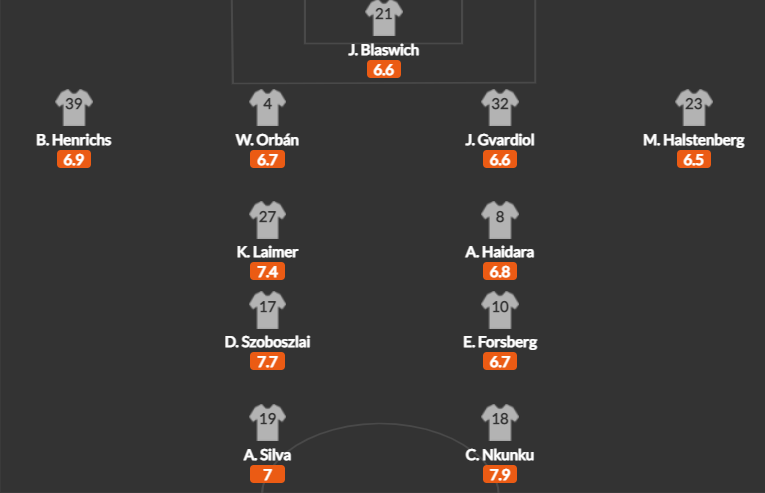 21
J. Blaswich
6.6
39 4 32 23
B. Henrichs W. Orbán J. Gvardiol M. Halstenberg
6.9 6.7 6.6 6.5
27 8
K. Laimer A. Haidara
7.4 6.8
17 10
D. Szoboszlai E. Forsberg
7.7 6.7
19 18
A. Silva C. Nkunku
7 7.9